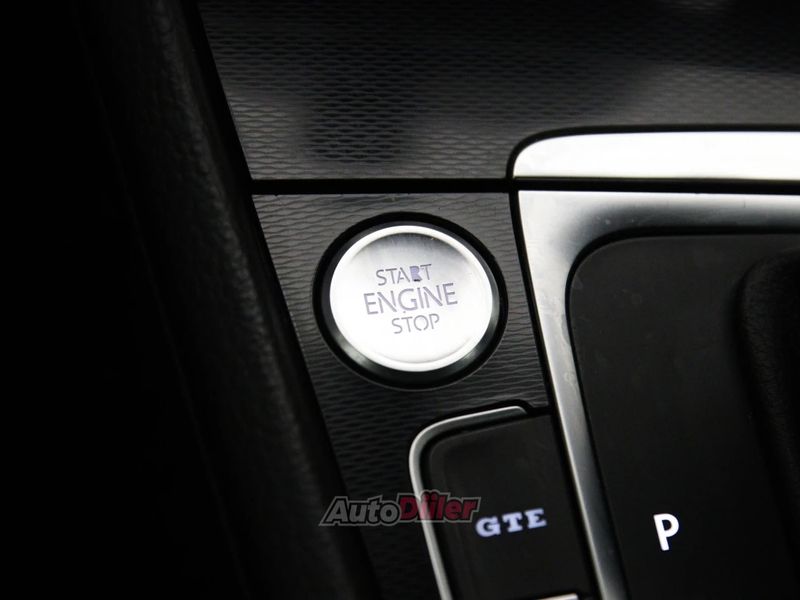 START
ENGINE
STOP
AutoDiler
GTE
P